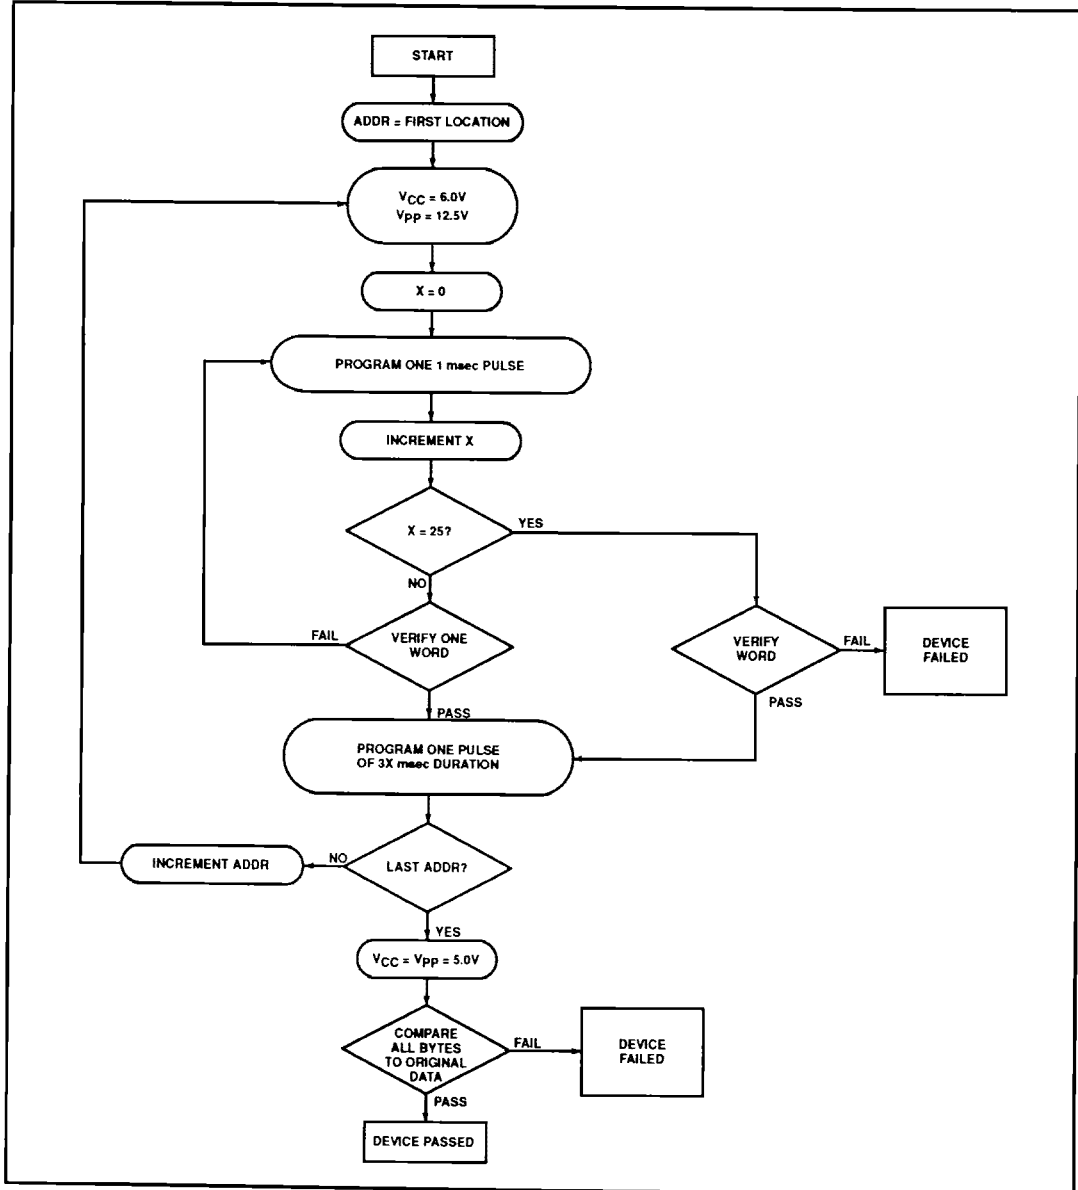 START
ADDR = FIRST LOCATION
VCC = 6.0V
VPP = 12.5V
X = 0
PROGRAM ONE 1 msec PULSE
INCREMENT X
X = 25?
YES
NO
VERIFY ONE
WORD
FAIL
PASS
VERIFY
WORD
FAIL
DEVICE
FAILED
PASS
PROGRAM ONE PULSE
OF 3X msec DURATION
LAST ADDR?
NO
INCREMENT ADDR
YES
VCC = VPP = 5.0V
COMPARE
ALL BYTES
TO ORIGINAL
DATA
FAIL
DEVICE
FAILED
PASS
DEVICE PASSED